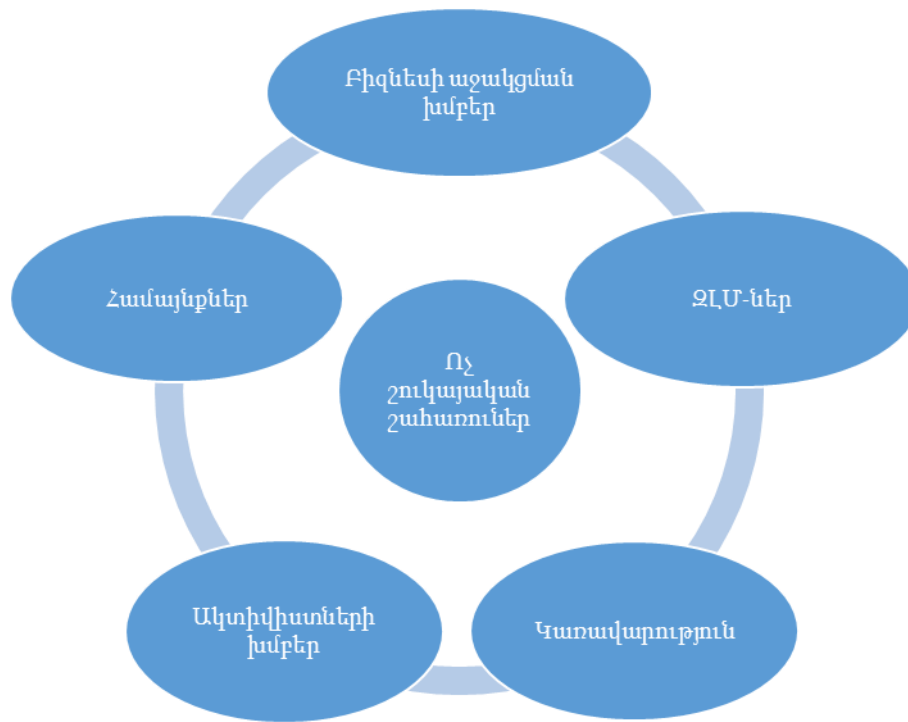 Բիզնեսի աջակցման
խմբեր
Համայնքներ
ԶԼՄ-ներ
Ոչ
շուկայական
շահառուներ
Ակտիվիստների
խմբեր
Կառավարություն